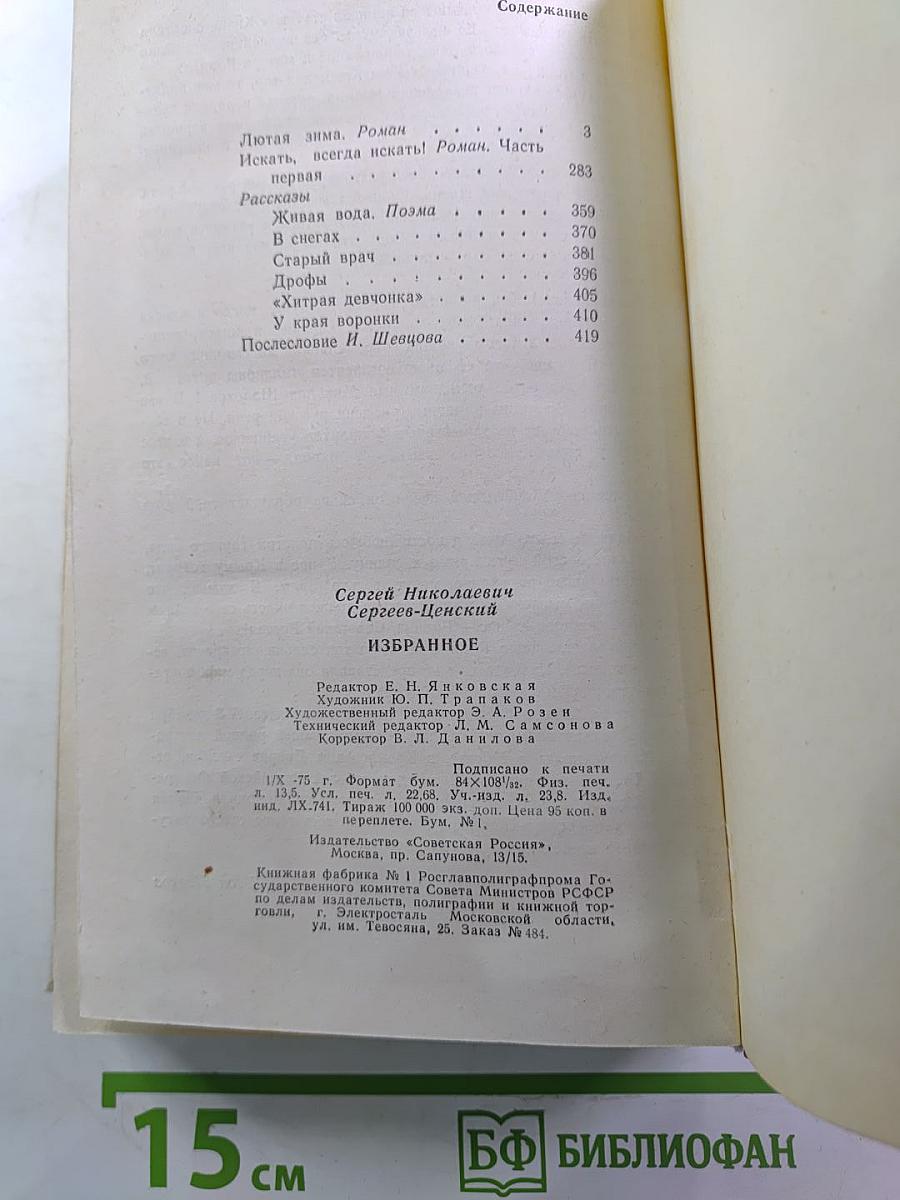 Содержание
Лютая зима. Роман . . . . . . 3
Искать, всегда искать! Роман. Часть
первая . . . . . . . . . . 283
Рассказы
Живая вода. Поэма . . . . . 359
В снегах . . . . . . . . . . 370
Старый врач . . . . . . . 381
Дрофы . . . . . . . . . 396
«Хитрая девчонка» . . . . . . 405
У края воронки . . . . . . . 410
Послесловие И. Шевцова . . . . . 419
Сергей Николаевич
Сергеев-Ценский
ИЗБРАННОЕ
Редактор Е. Н. Янковская
Художник Ю. П. Трапаков
Художественный редактор Э. А. Розен
Технический редактор Л. М. Самсонова
Корректор В. Л. Данилова
Подписано к печати
1/X -75 г. Формат бум. 84×108¹/₃₂. Физ. печ.
л. 13,5. Усл. печ. л. 22,68. Уч.-изд. л. 23,8. Изд.
инд. ЛХ-741. Тираж 100 000 экз. доп. Цена 95 коп. в
переплете. Бум. № 1.
Издательство «Советская Россия»,
Москва, пр. Сапунова, 13/15.
Книжная фабрика № 1 Росглавполиграфпрома Го-
сударственного комитета Совета Министров РСФСР
по делам издательств, полиграфии и книжной тор-
говли, г. Электросталь Московской области,
ул. им. Тевосяна, 25. Заказ № 484.
15 см
БФ БИБЛИОФАН